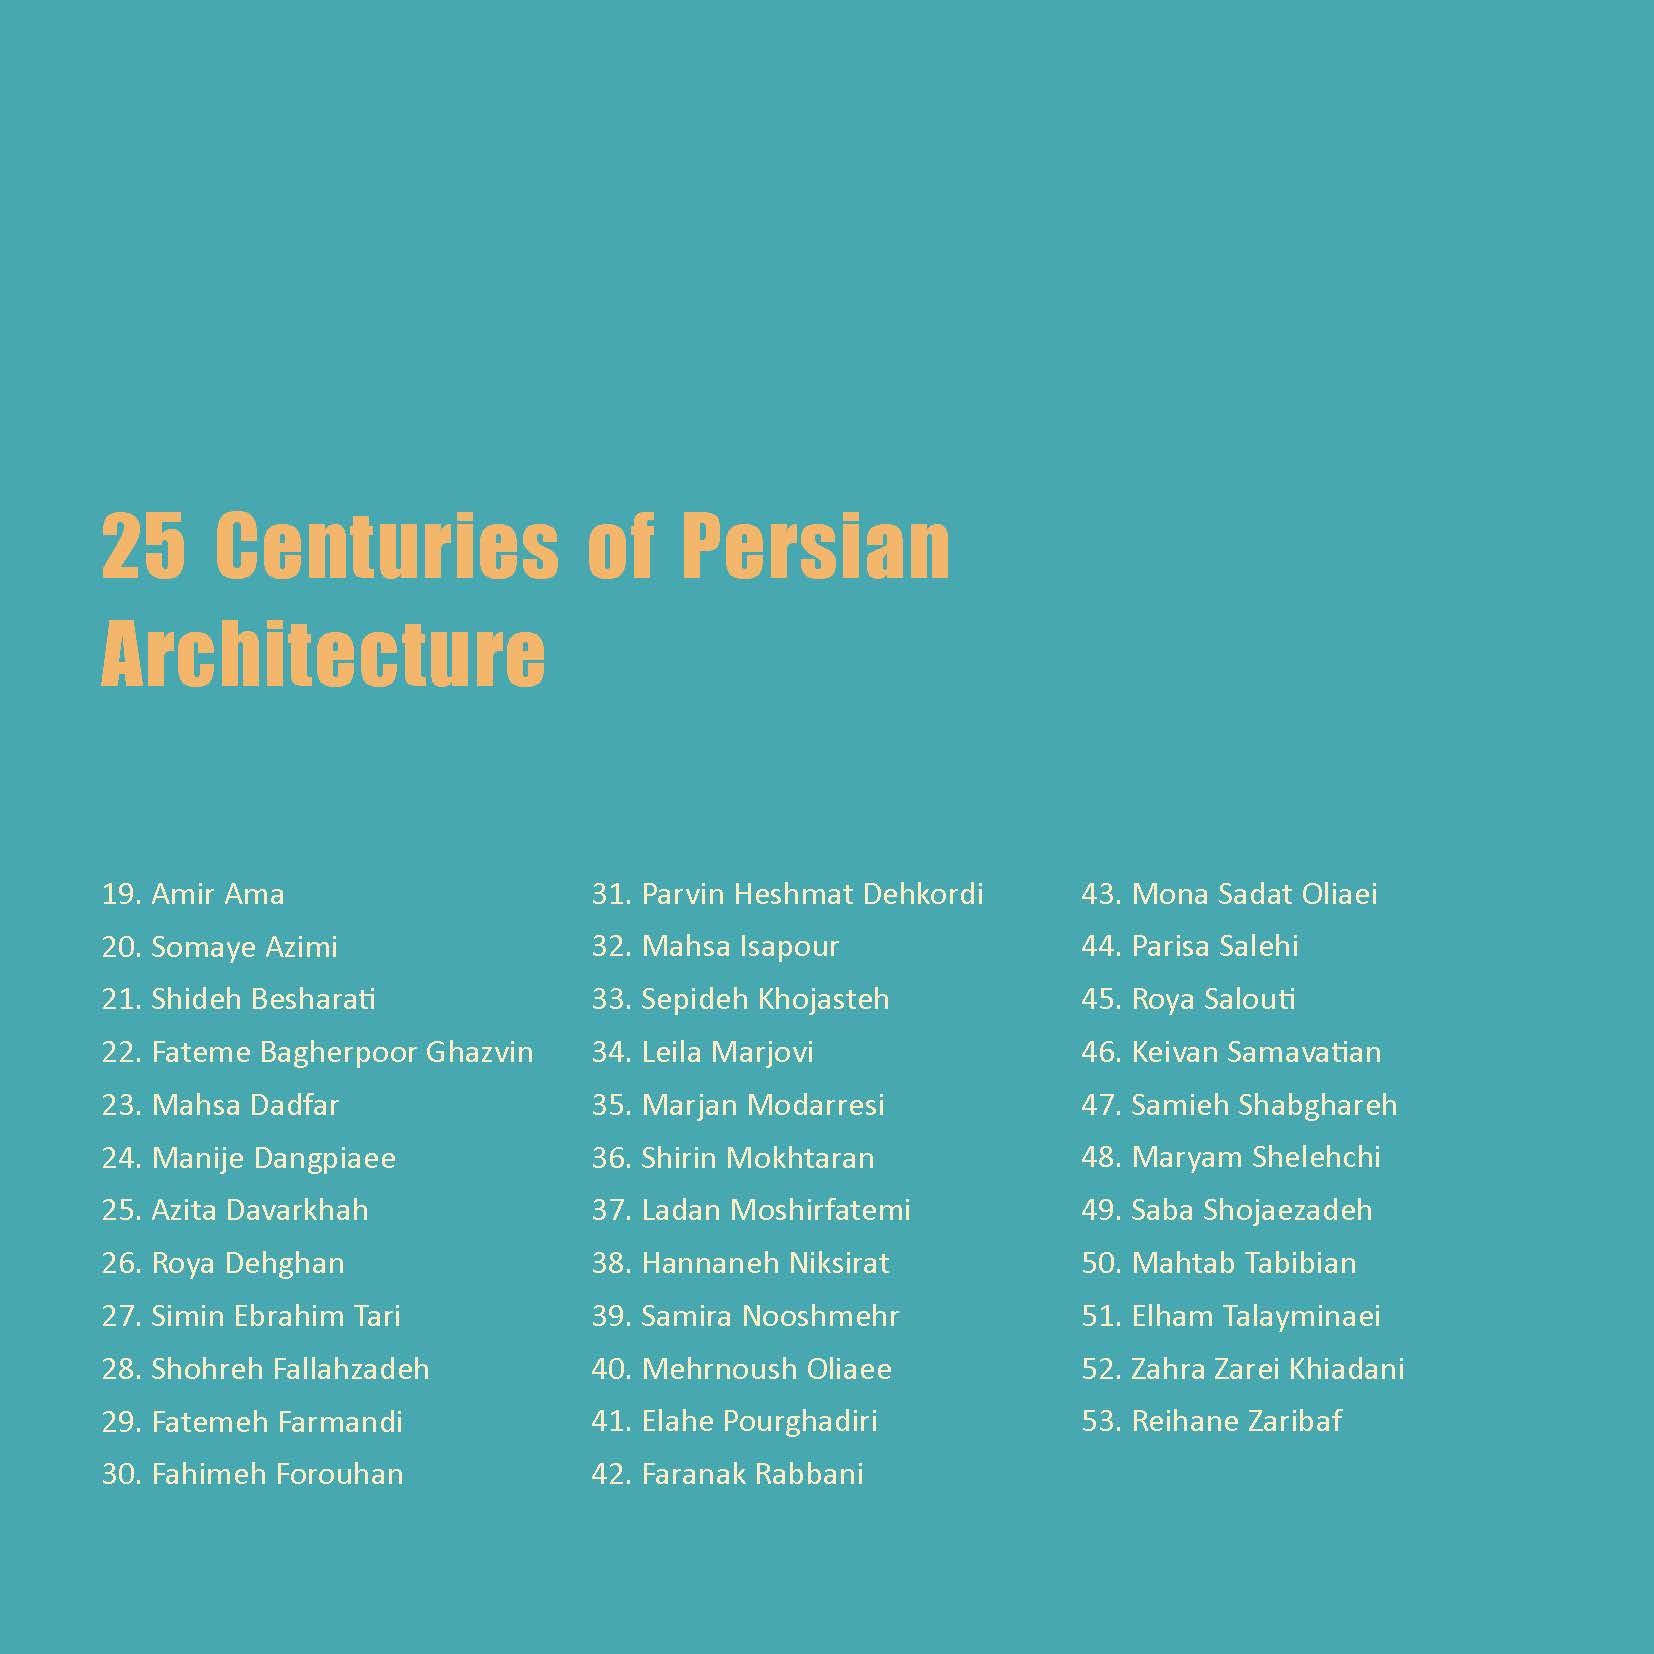 25 Centuries of Persian
Architecture
19. Amir Ama
20. Somaye Azimi
21. Shideh Besharati
22. Fateme Bagherpoor Ghazvin
23. Mahsa Dadfar
24. Manije Dangpiaee
25. Azita Davarkhah
26. Roya Dehghan
27. Simin Ebrahim Tari
28. Shohreh Fallahzadeh
29. Fatemeh Farmandi
30. Fahimeh Forouhan
31. Parvin Heshmat Dehkordi
32. Mahsa Isapour
33. Sepideh Khojasteh
34. Leila Marjovi
35. Marjan Modarresi
36. Shirin Mokhtaran
37. Ladan Moshirfatemi
38. Hannaneh Niksirat
39. Samira Nooshmehr
40. Mehrnoush Oliaee
41. Elahe Pourghadiri
42. Faranak Rabbani
43. Mona Sadat Oliaei
44. Parisa Salehi
45. Roya Salouti
46. Keivan Samavatian
47. Samieh Shabghareh
48. Maryam Shelehchi
49. Saba Shojaezadeh
50. Mahtab Tabibian
51. Elham Talayminaei
52. Zahra Zarei Khiadani
53. Reihane Zaribaf